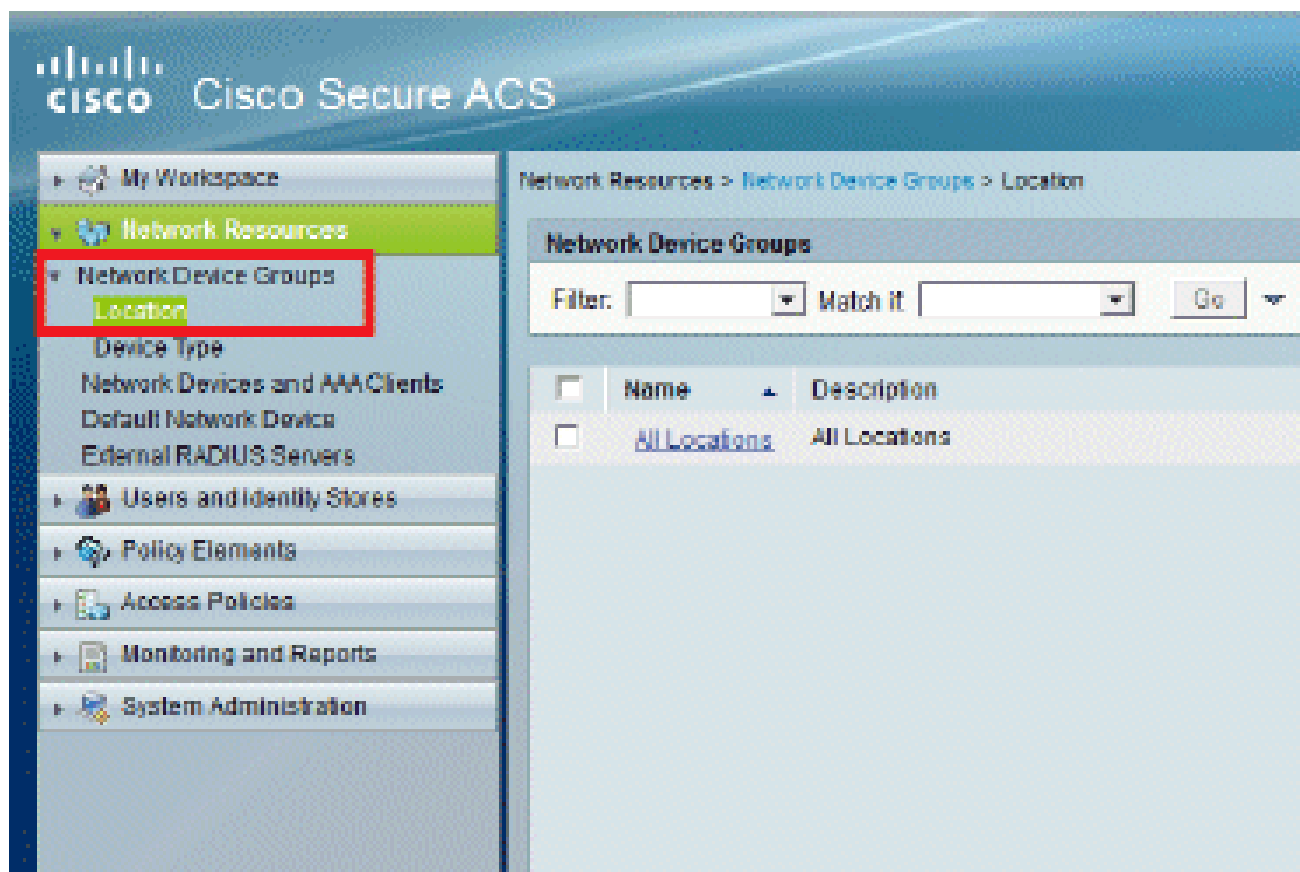 CISCO Cisco Secure ACS
My Workspace
Network Resources
Network Device Groups
Location
Device Type
Network Devices and AAA Clients
Default Network Device
External RADIUS Servers
Users and Identity Stores
Policy Elements
Access Policies
Monitoring and Reports
System Administration
Network Resources > Network Device Groups > Location
Network Device Groups
Filter: Match if Go
Name Description
All Locations All Locations